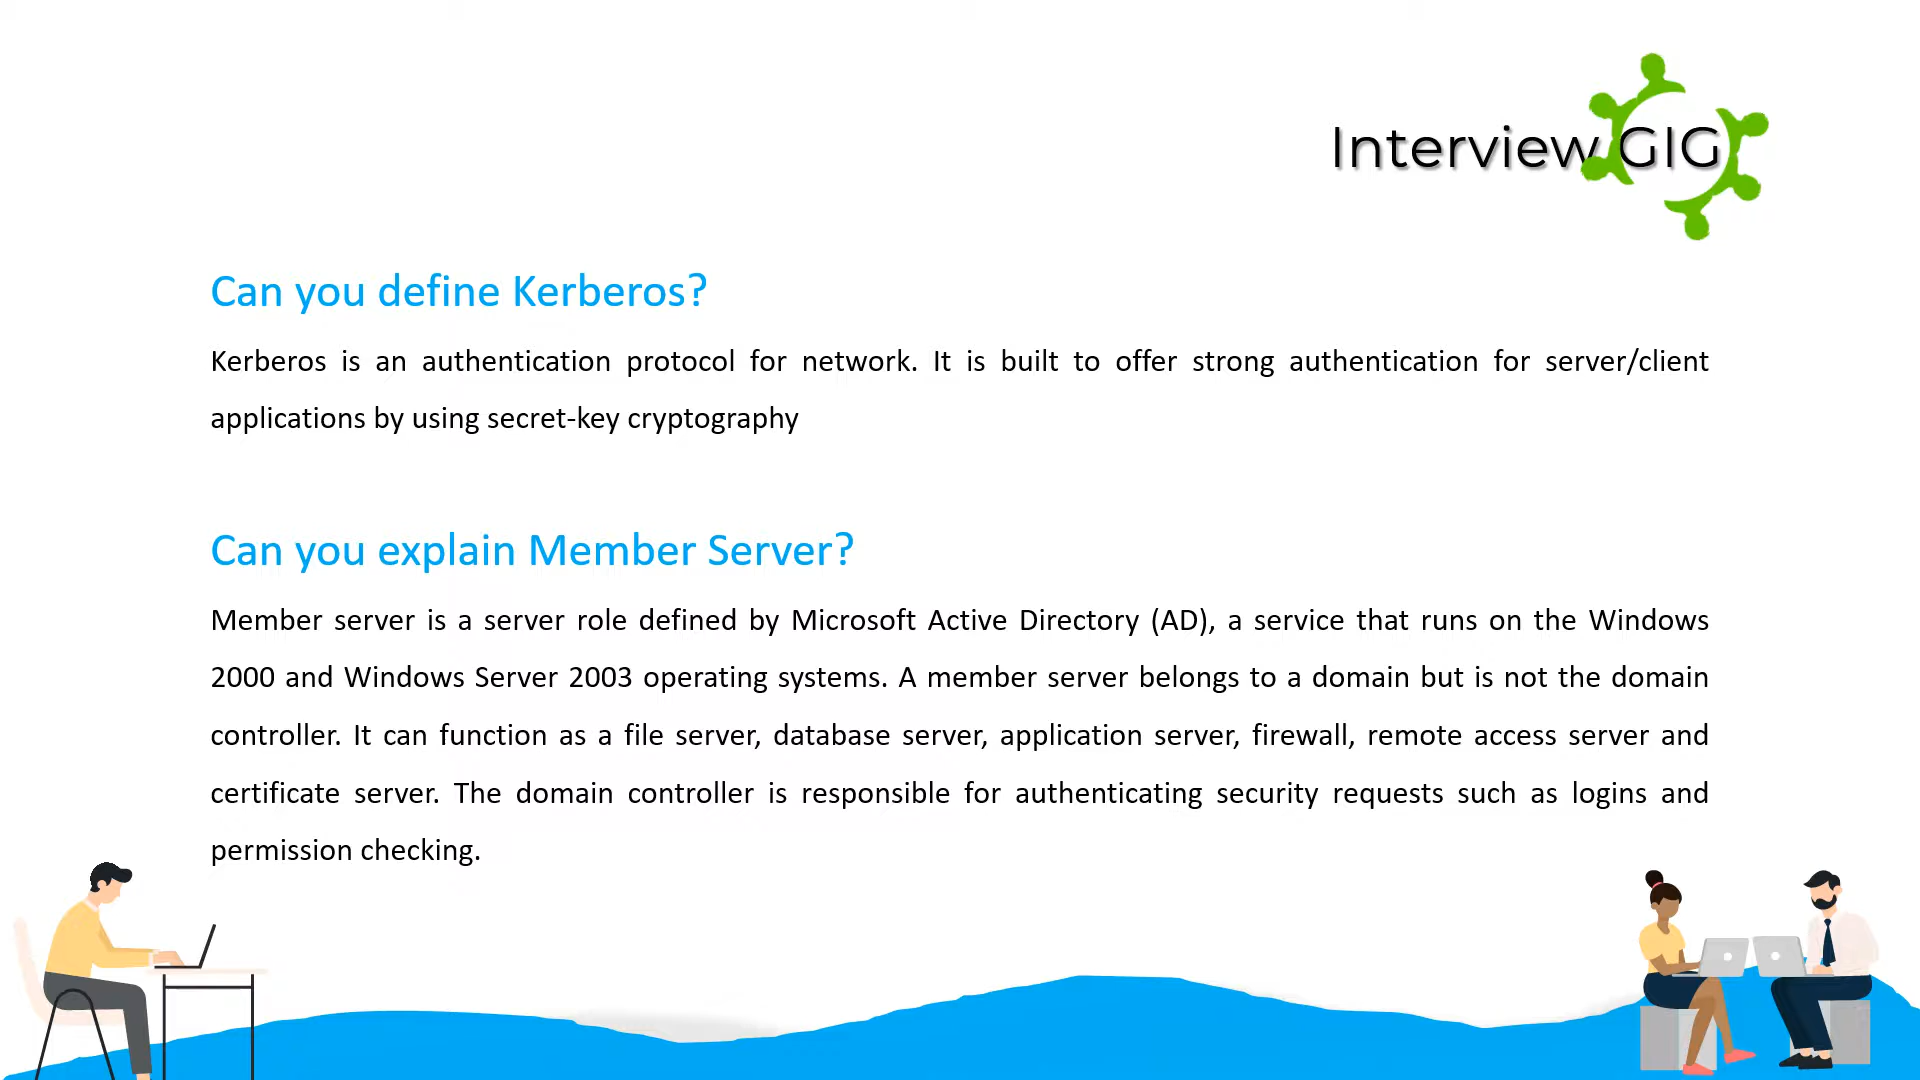 Interview GIG
Can you define Kerberos?
Kerberos is an authentication protocol for network. It is built to offer strong authentication for server/client
applications by using secret-key cryptography
Can you explain Member Server?
Member server is a server role defined by Microsoft Active Directory (AD), a service that runs on the Windows
2000 and Windows Server 2003 operating systems. A member server belongs to a domain but is not the domain
controller. It can function as a file server, database server, application server, firewall, remote access server and
certificate server. The domain controller is responsible for authenticating security requests such as logins and
permission checking.